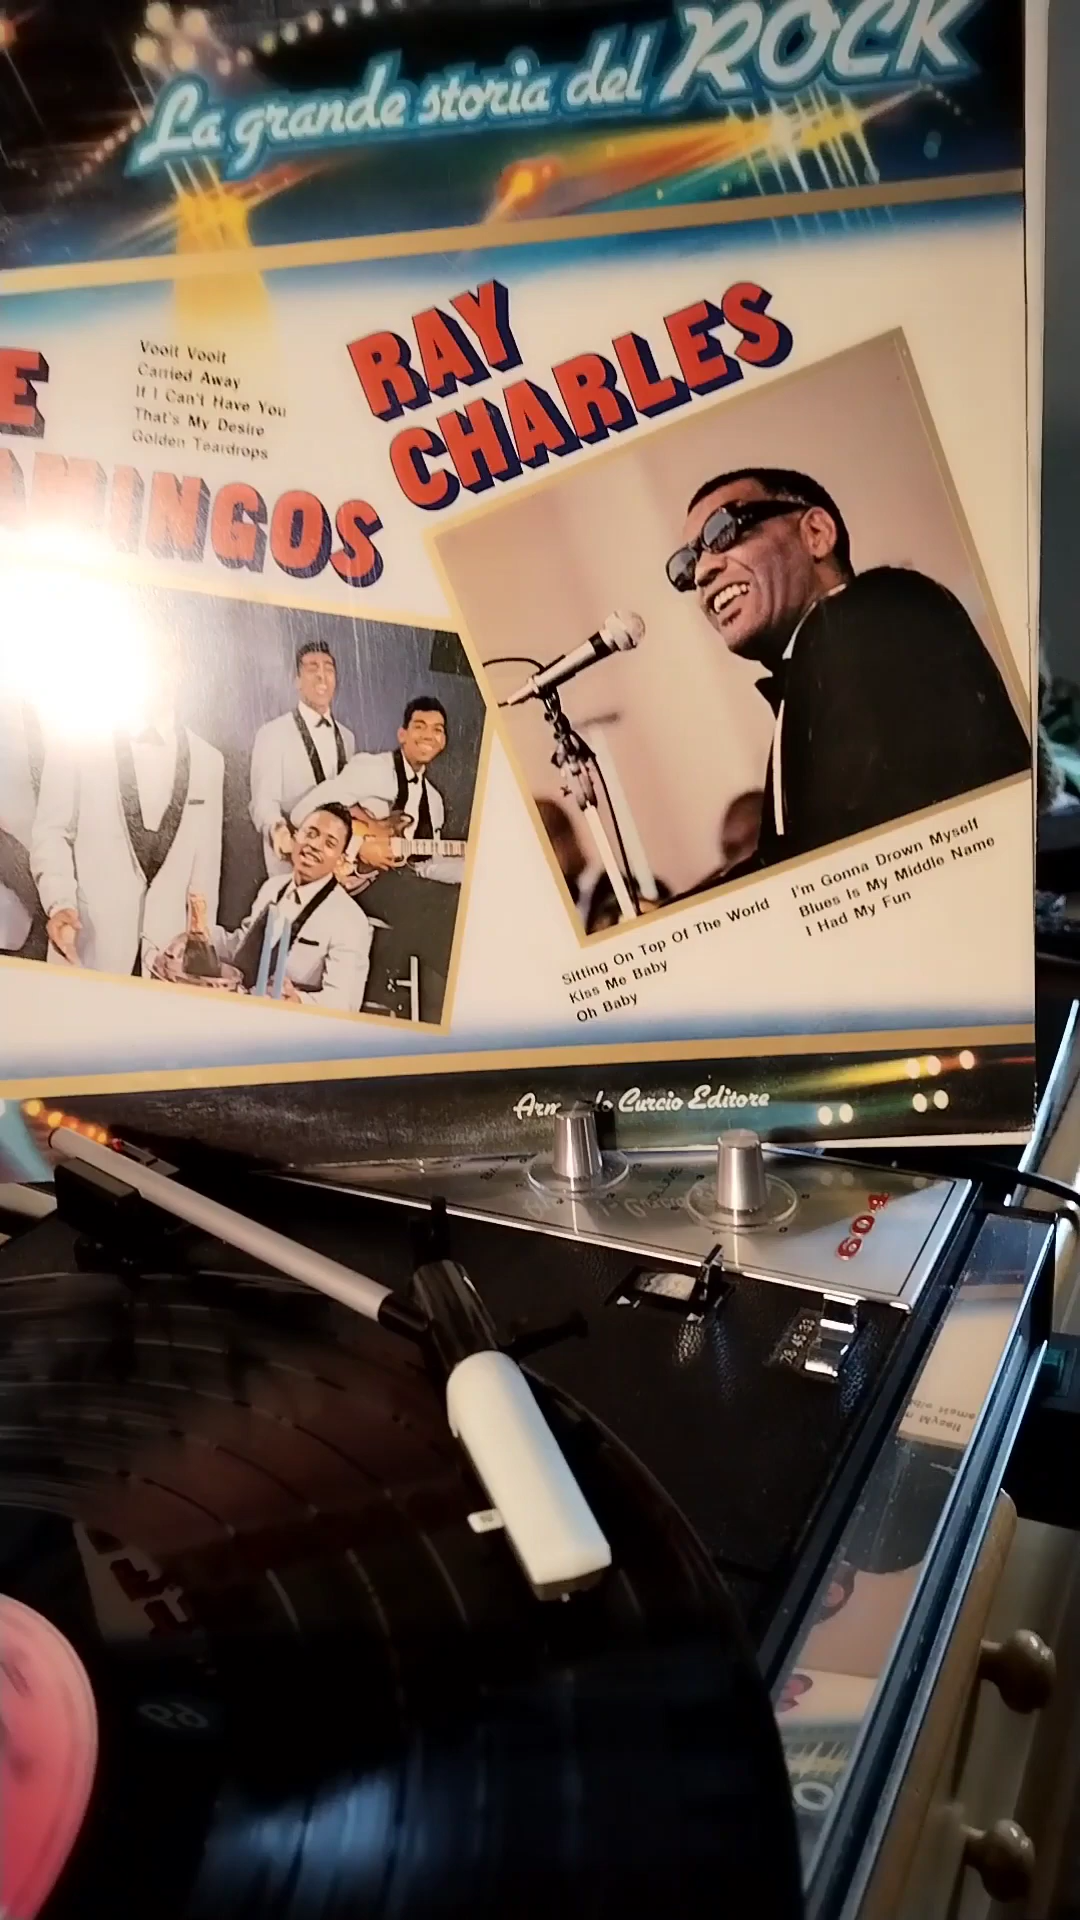 La grande storia del ROCK
RAY
CHARLES
Vooit Vooit
Carried Away
If I Can't Have You
That's My Desire
Golden Teardrops
E
AMINGOS
I'm Gonna Drown Myself
Blues Is My Middle Name
I Had My Fun
Sitting On Top Of The World
Kiss Me Baby
Oh Baby
Curcio Editore
603